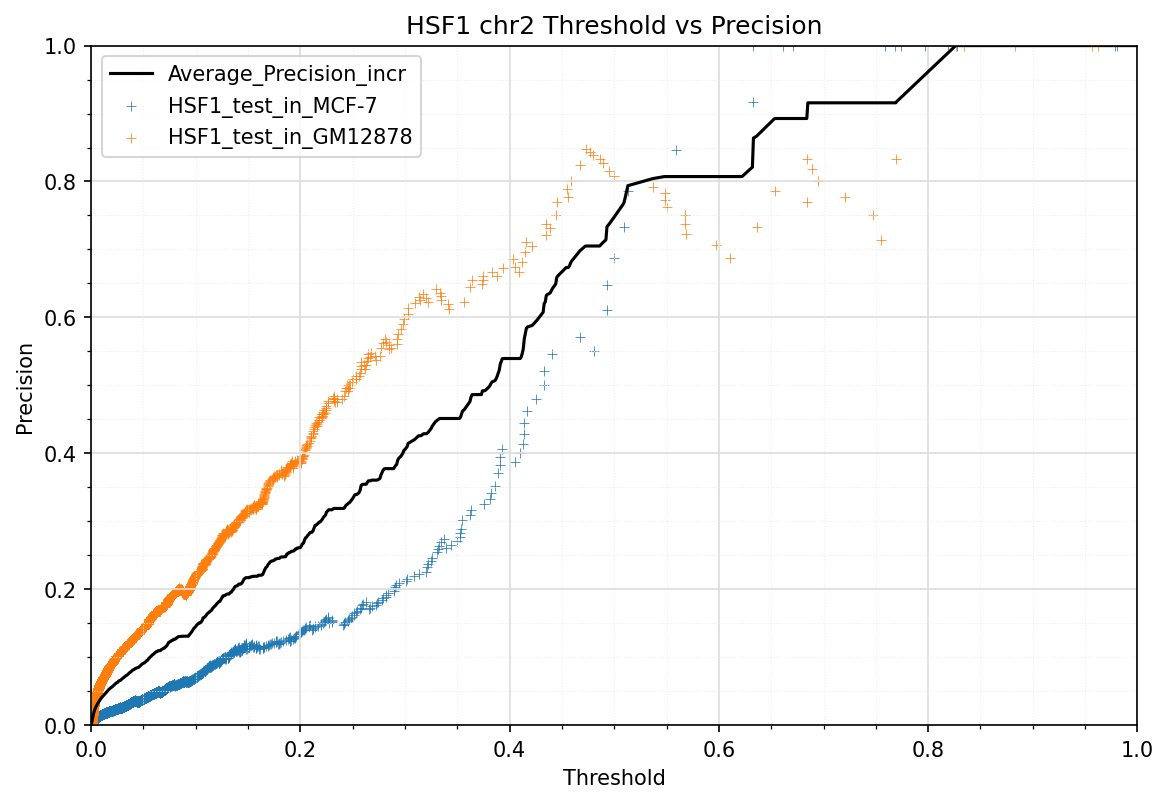 HSF1 chr2 Threshold vs Precision
Average_Precision_incr
HSF1_test_in_MCF-7
HSF1_test_in_GM12878
1.0
0.8
0.6
0.4
0.2
0.0
Precision
0.0 0.2 0.4 0.6 0.8 1.0
Threshold